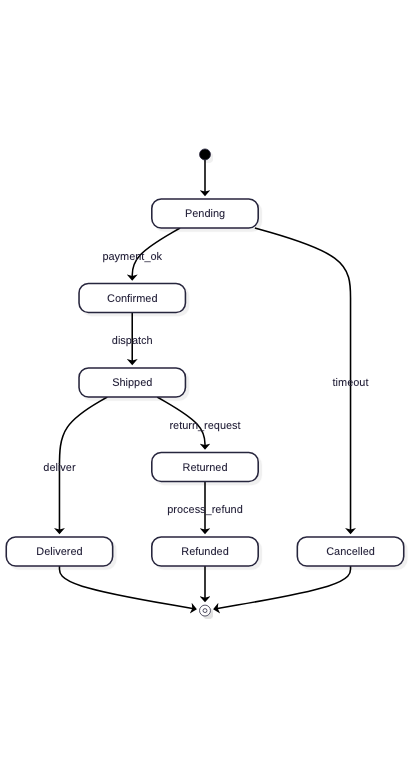 Pending
payment_ok
Confirmed
dispatch
Shipped
timeout
return_request
deliver
Returned
process_refund
Delivered
Refunded
Cancelled